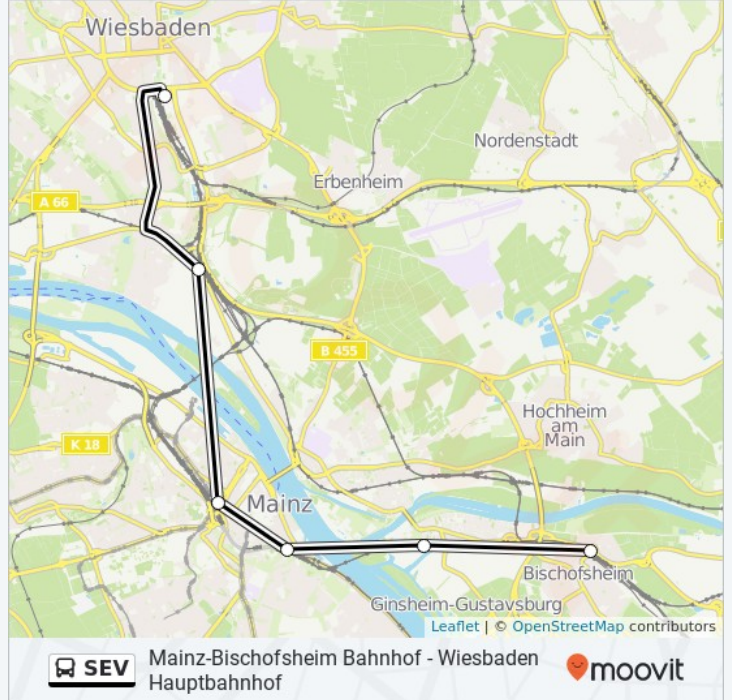 Wiesbaden
Nordenstadt
Erbenheim
A 66
B 455
Hochheim
am
Main
K 18
Mainz
Bischofsheim
Ginsheim-Gustavsburg
Leaflet | © OpenStreetMap contributors
SEV
Mainz-Bischofsheim Bahnhof - Wiesbaden
Hauptbahnhof
moovit